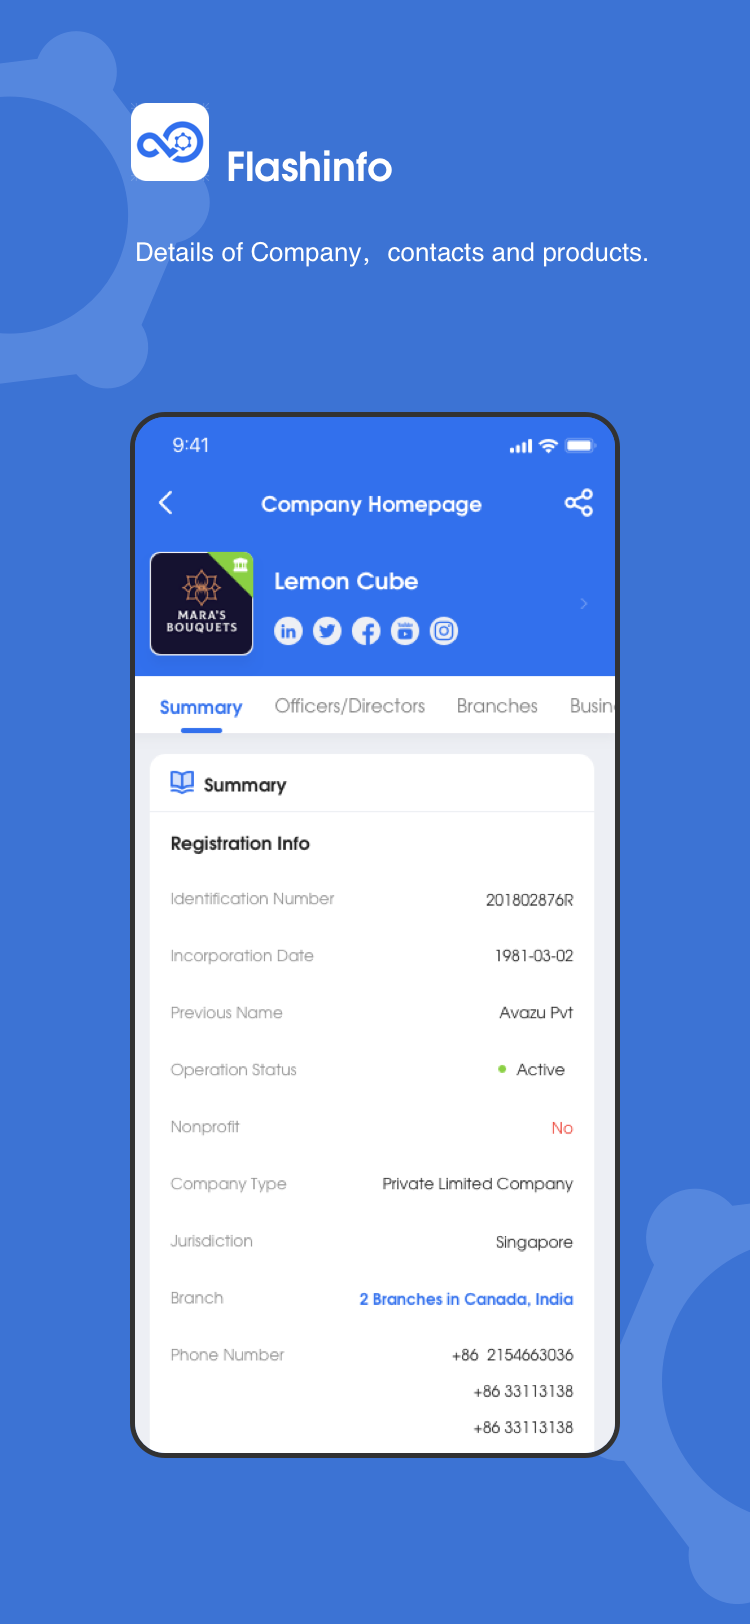 Flashinfo
Details of Company， contacts and products.
9:41
Company Homepage
MARA'S
BOUQUETS
Lemon Cube
Summary Officers/Directors Branches Busin
Summary
Registration Info
Identification Number 201802876R
Incorporation Date 1981-03-02
Previous Name Avazu Pvt
Operation Status Active
Nonprofit No
Company Type Private Limited Company
Jurisdiction Singapore
Branch 2 Branches in Canada, India
Phone Number +86 2154663036
+86 33113138
+86 33113138